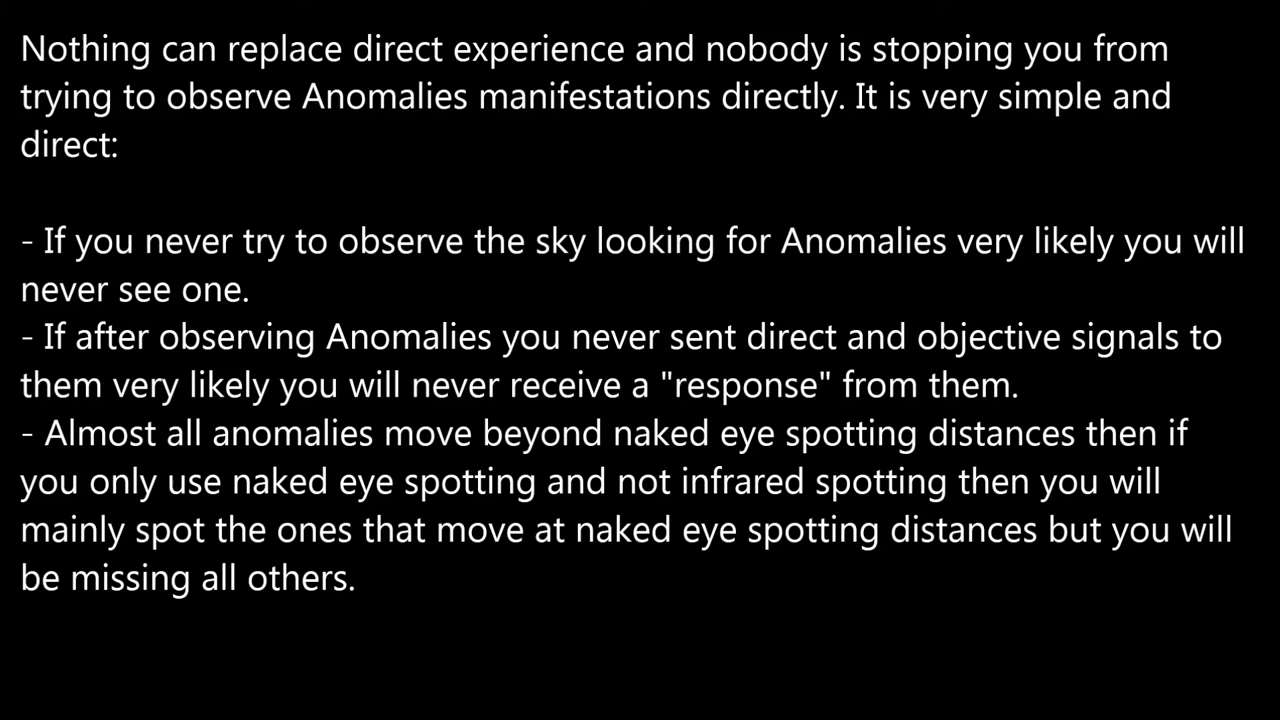 Nothing can replace direct experience and nobody is stopping you from
trying to observe Anomalies manifestations directly. It is very simple and
direct:
- If you never try to observe the sky looking for Anomalies very likely you will
never see one.
- If after observing Anomalies you never sent direct and objective signals to
them very likely you will never receive a "response" from them.
- Almost all anomalies move beyond naked eye spotting distances then if
you only use naked eye spotting and not infrared spotting then you will
mainly spot the ones that move at naked eye spotting distances but you will
be missing all others.